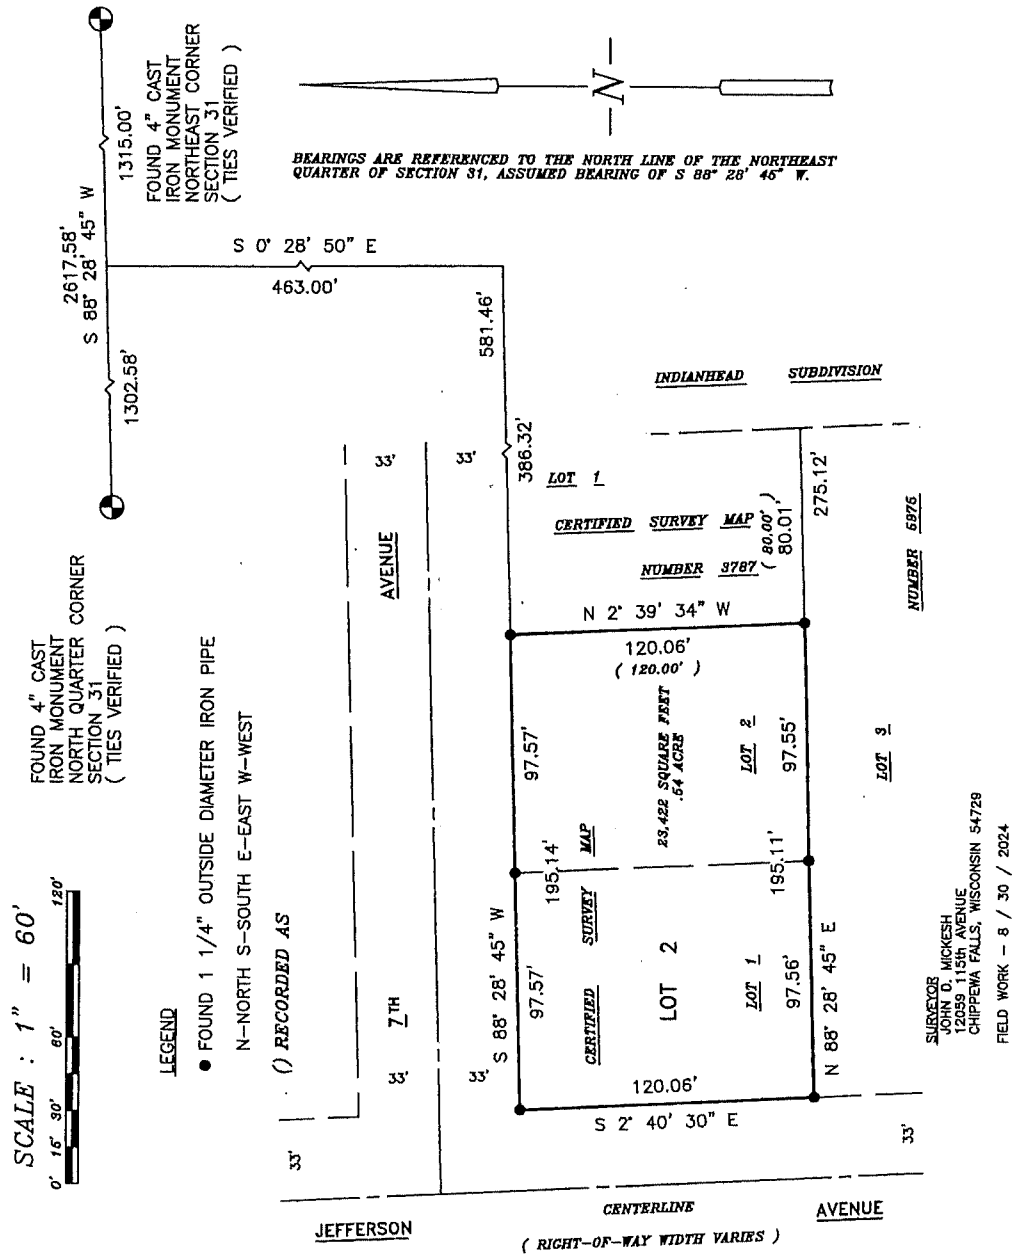 FOUND 4" CAST
IRON MONUMENT
NORTHEAST CORNER
SECTION 31
( TIES VERIFIED )
1315.00'
2617.58'
S 88° 28' 45" W
1302.58'
FOUND 4" CAST
IRON MONUMENT
NORTH QUARTER CORNER
SECTION 31
( TIES VERIFIED )
N
BEARINGS ARE REFERENCED TO THE NORTH LINE OF THE NORTHEAST
QUARTER OF SECTION 31, ASSUMED BEARING OF S 88° 28' 45" W.
S 0° 28' 50" E
463.00'
581.46'
386.32'
INDIANHEAD SUBDIVISION
LOT 1
CERTIFIED SURVEY MAP
NUMBER 3787
( 80.00' )
80.01'
275.12'
NUMBER 5975
33'
33'
AVENUE
N 2° 39' 34" W
120.06'
( 120.00' )
97.57'
23,422 SQUARE FEET
.54 ACRE
LOT 2
97.55'
LOT 3
195.14'
195.11'
CERTIFIED SURVEY MAP
S 88° 28' 45" W
97.57'
LOT 2
LOT 1
97.56'
N 88° 28' 45" E
120.06'
S 2° 40' 30" E
7 TH
33'
33'
33'
33'
JEFFERSON
CENTERLINE
( RIGHT-OF-WAY WIDTH VARIES )
AVENUE
SCALE : 1" = 60'
0' 15' 30' 60' 120'
LEGEND
FOUND 1 1/4" OUTSIDE DIAMETER IRON PIPE
N-NORTH S-SOUTH E-EAST W-WEST
() RECORDED AS
SURVEYOR
JOHN D. MICKESH
12059 115th AVENUE
CHIPPEWA FALLS, WISCONSIN 54729
FIELD WORK - 8 / 30 / 2024